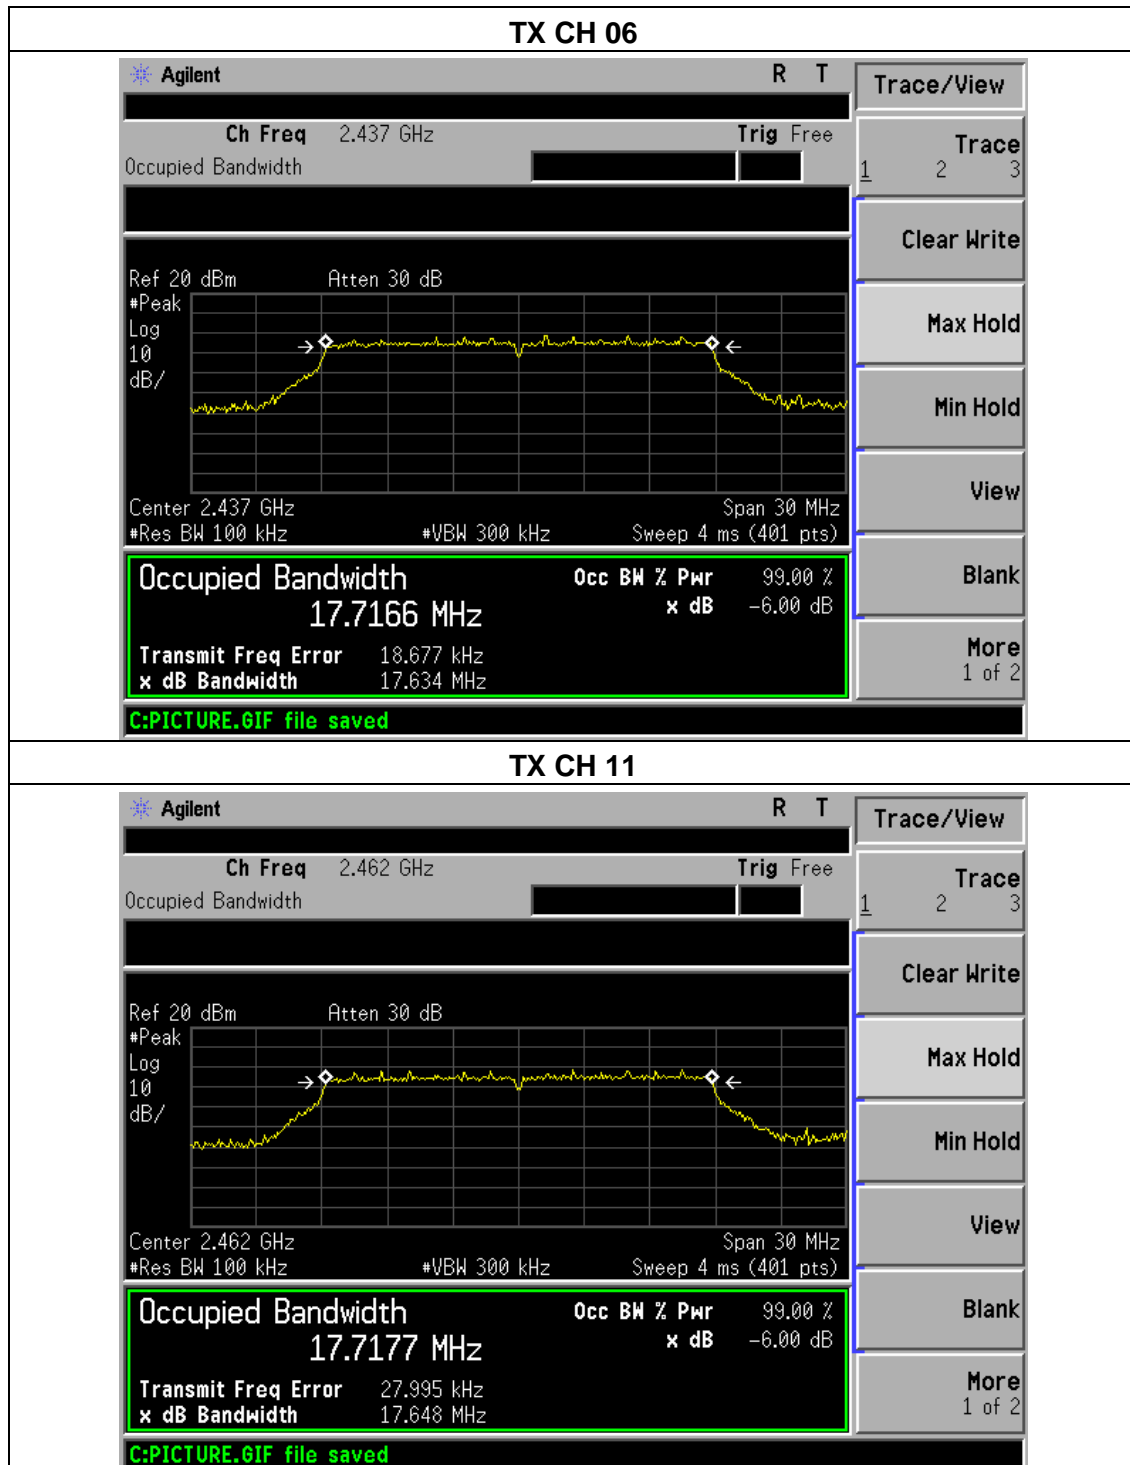 TX CH 06
Agilent R T
Trace/View
Ch Freq 2.437 GHz Trig Free
Occupied Bandwidth
Trace
1 2 3
Clear Write
Ref 20 dBm Atten 30 dB
#Peak
Log
10
dB/
Max Hold
Min Hold
View
Center 2.437 GHz Span 30 MHz
#Res BW 100 kHz #VBW 300 kHz Sweep 4 ms (401 pts)
Occupied Bandwidth Occ BW % Pwr 99.00 %
17.7166 MHz x dB -6.00 dB
Blank
Transmit Freq Error 18.677 kHz
x dB Bandwidth 17.634 MHz
More
1 of 2
C:PICTURE.GIF file saved
TX CH 11
Agilent R T
Trace/View
Ch Freq 2.462 GHz Trig Free
Occupied Bandwidth
Trace
1 2 3
Clear Write
Ref 20 dBm Atten 30 dB
#Peak
Log
10
dB/
Max Hold
Min Hold
View
Center 2.462 GHz Span 30 MHz
#Res BW 100 kHz #VBW 300 kHz Sweep 4 ms (401 pts)
Occupied Bandwidth Occ BW % Pwr 99.00 %
17.7177 MHz x dB -6.00 dB
Blank
Transmit Freq Error 27.995 kHz
x dB Bandwidth 17.648 MHz
More
1 of 2
C:PICTURE.GIF file saved